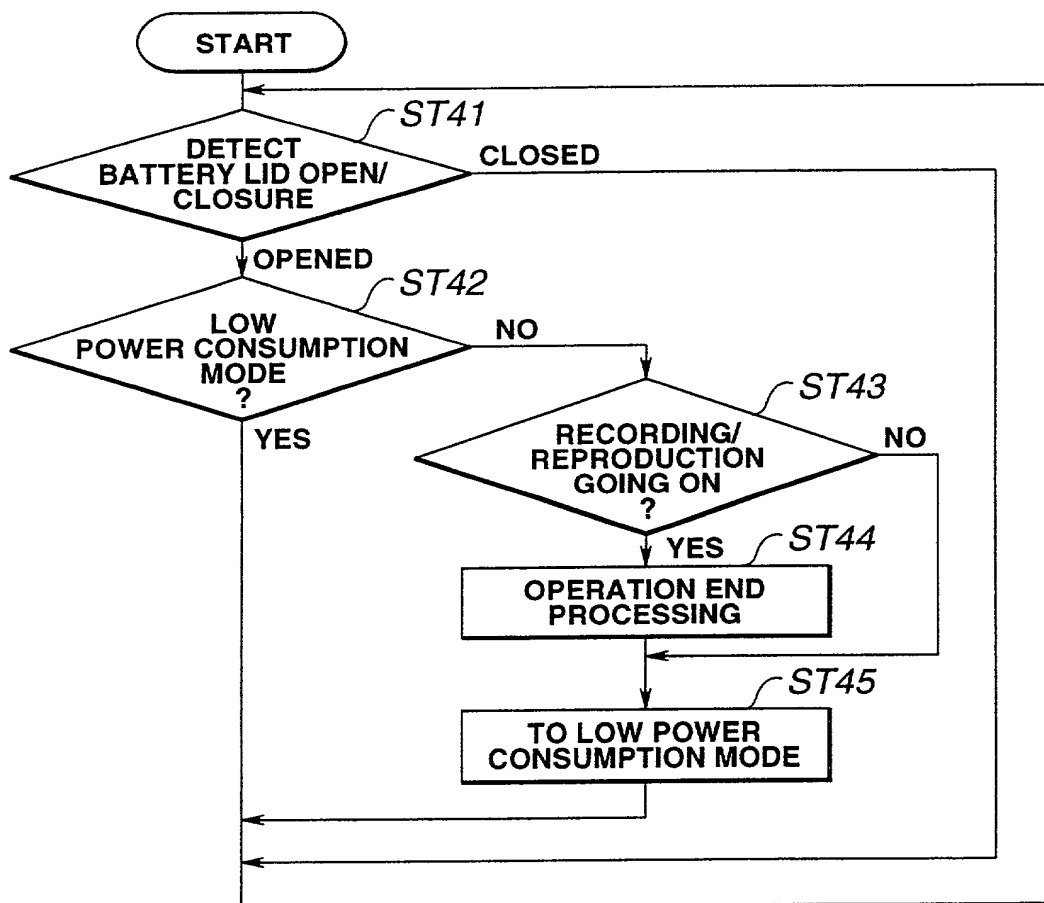 START
ST41
DETECT
BATTERY LID OPEN/
CLOSURE
CLOSED
OPENED
ST42
LOW
POWER CONSUMPTION
MODE
?
NO
YES
ST43
RECORDING/
REPRODUCTION
GOING ON
?
NO
YES
ST44
OPERATION END
PROCESSING
ST45
TO LOW POWER
CONSUMPTION MODE